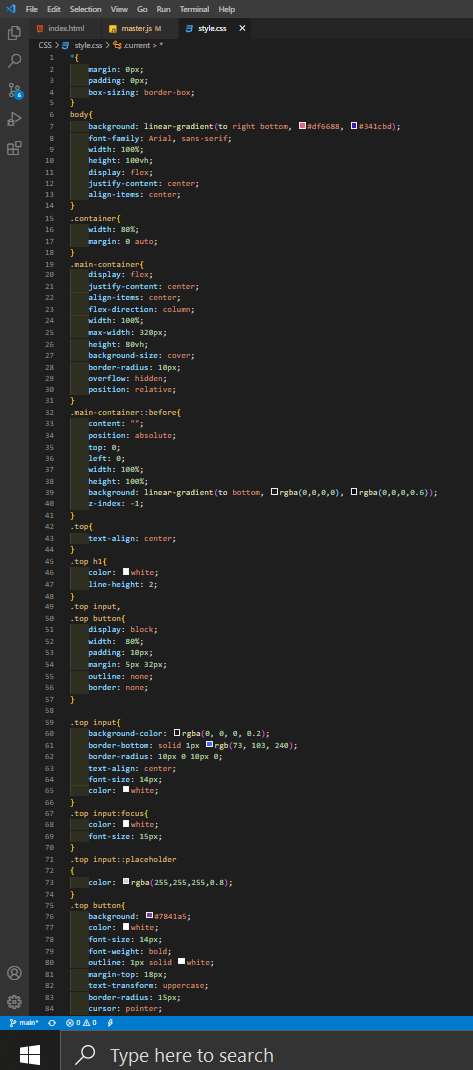 File Edit Selection View Go Run Terminal Help
index.html master.js M style.css
CSS > style.css > .current > *
1 *{
2 margin: 0px;
3 padding: 0px;
4 box-sizing: border-box;
5 }
6 body{
7 background: linear-gradient(to right bottom, #df6688, #341cbd);
8 font-family: Arial, sans-serif;
9 width: 100%;
10 height: 100vh;
11 display: flex;
12 justify-content: center;
13 align-items: center;
14 }
15 .container{
16 width: 80%;
17 margin: 0 auto;
18 }
19 .main-container{
20 display: flex;
21 justify-content: center;
22 align-items: center;
23 flex-direction: column;
24 width: 100%;
25 max-width: 320px;
26 height: 80vh;
27 background-size: cover;
28 border-radius: 10px;
29 overflow: hidden;
30 position: relative;
31 }
32 .main-container::before{
33 content: "";
34 position: absolute;
35 top: 0;
36 left: 0;
37 width: 100%;
38 height: 100%;
39 background: linear-gradient(to bottom, rgba(0,0,0,0), rgba(0,0,0,0.6));
40 z-index: -1;
41 }
42 .top{
43 text-align: center;
44 }
45 .top h1{
46 color: white;
47 line-height: 2;
48 }
49 .top input,
50 .top button{
51 display: block;
52 width: 80%;
53 padding: 10px;
54 margin: 5px 32px;
55 outline: none;
56 border: none;
57 }
58
59 .top input{
60 background-color: rgba(0, 0, 0, 0.2);
61 border-bottom: solid 1px rgb(73, 103, 240);
62 border-radius: 10px 0 10px 0;
63 text-align: center;
64 font-size: 14px;
65 color: white;
66 }
67 .top input:focus{
68 color: white;
69 font-size: 15px;
70 }
71 .top input::placeholder
72 {
73 color: rgba(255,255,255,0.8);
74 }
75 .top button{
76 background: #7841a5;
77 color: white;
78 font-size: 14px;
79 font-weight: bold;
80 outline: 1px solid white;
81 margin-top: 18px;
82 text-transform: uppercase;
83 border-radius: 15px;
84 cursor: pointer;
main* 0 0
Type here to search